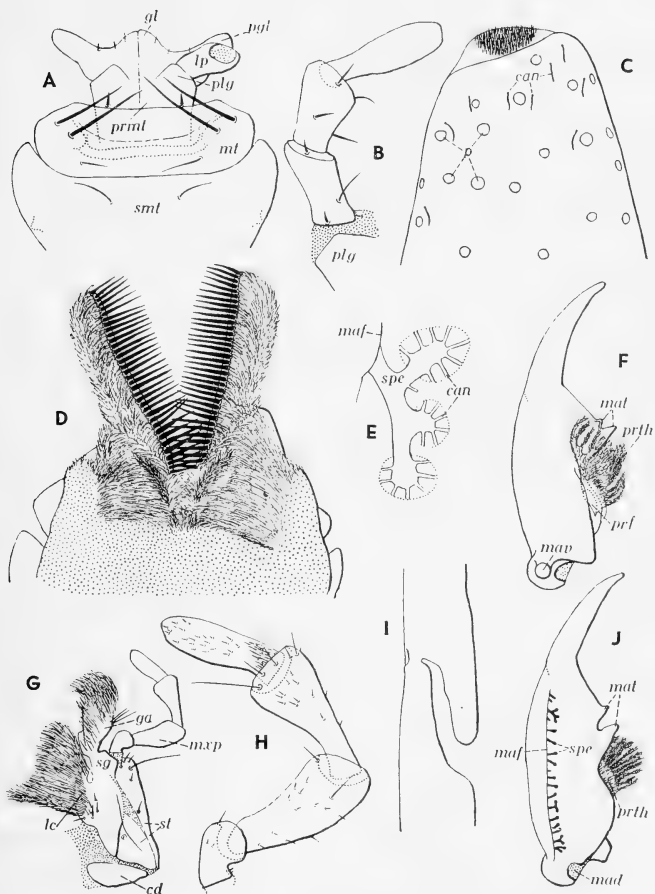 gl
pgl
A
lp
plg
prmt
mt
smt
B
plg
C
can
p
D
maf
spe
can
E
F
mat
prth
prf
mav
G
ga
sg
mxp
lc
st
cd
H
I
J
mat
maf
spe
prth
mad